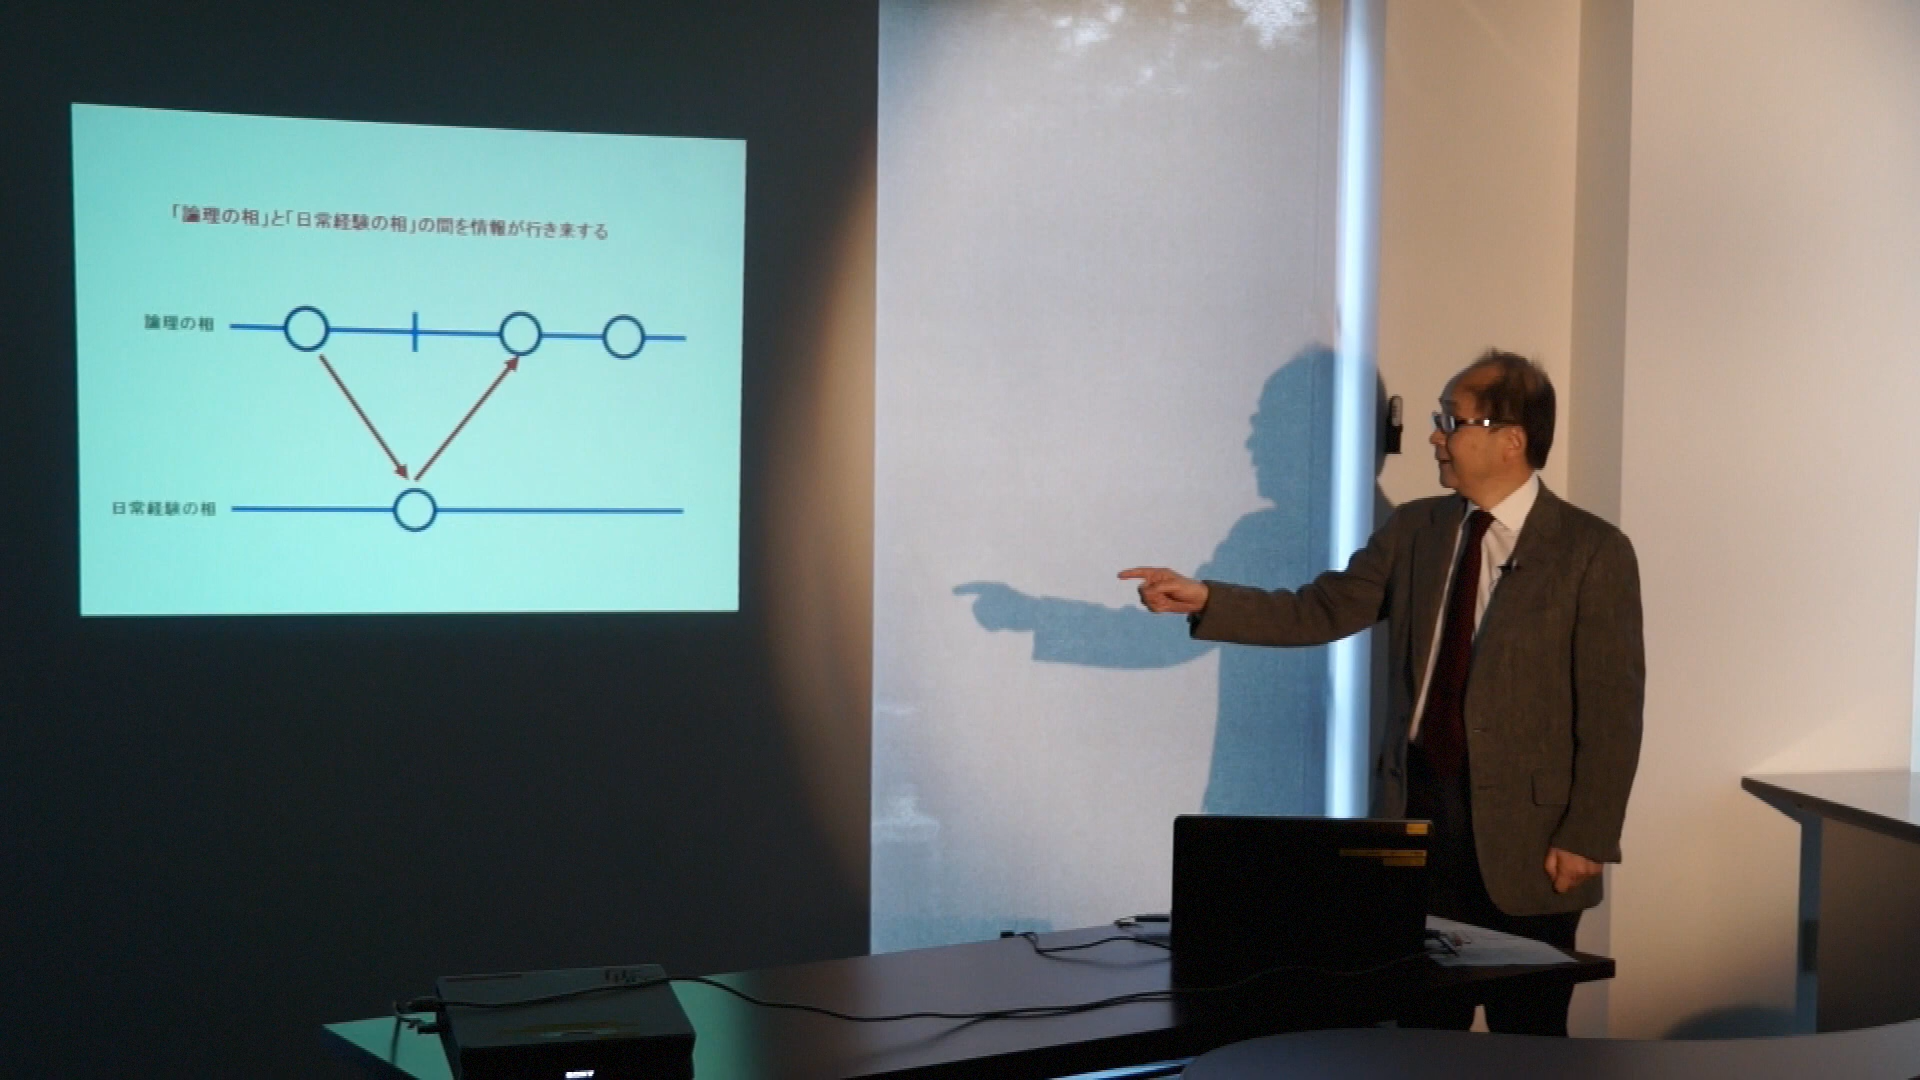 「論理の相」と「日常経験の相」の間を情報が行き来する
論理の相
日常経験の相
SONY